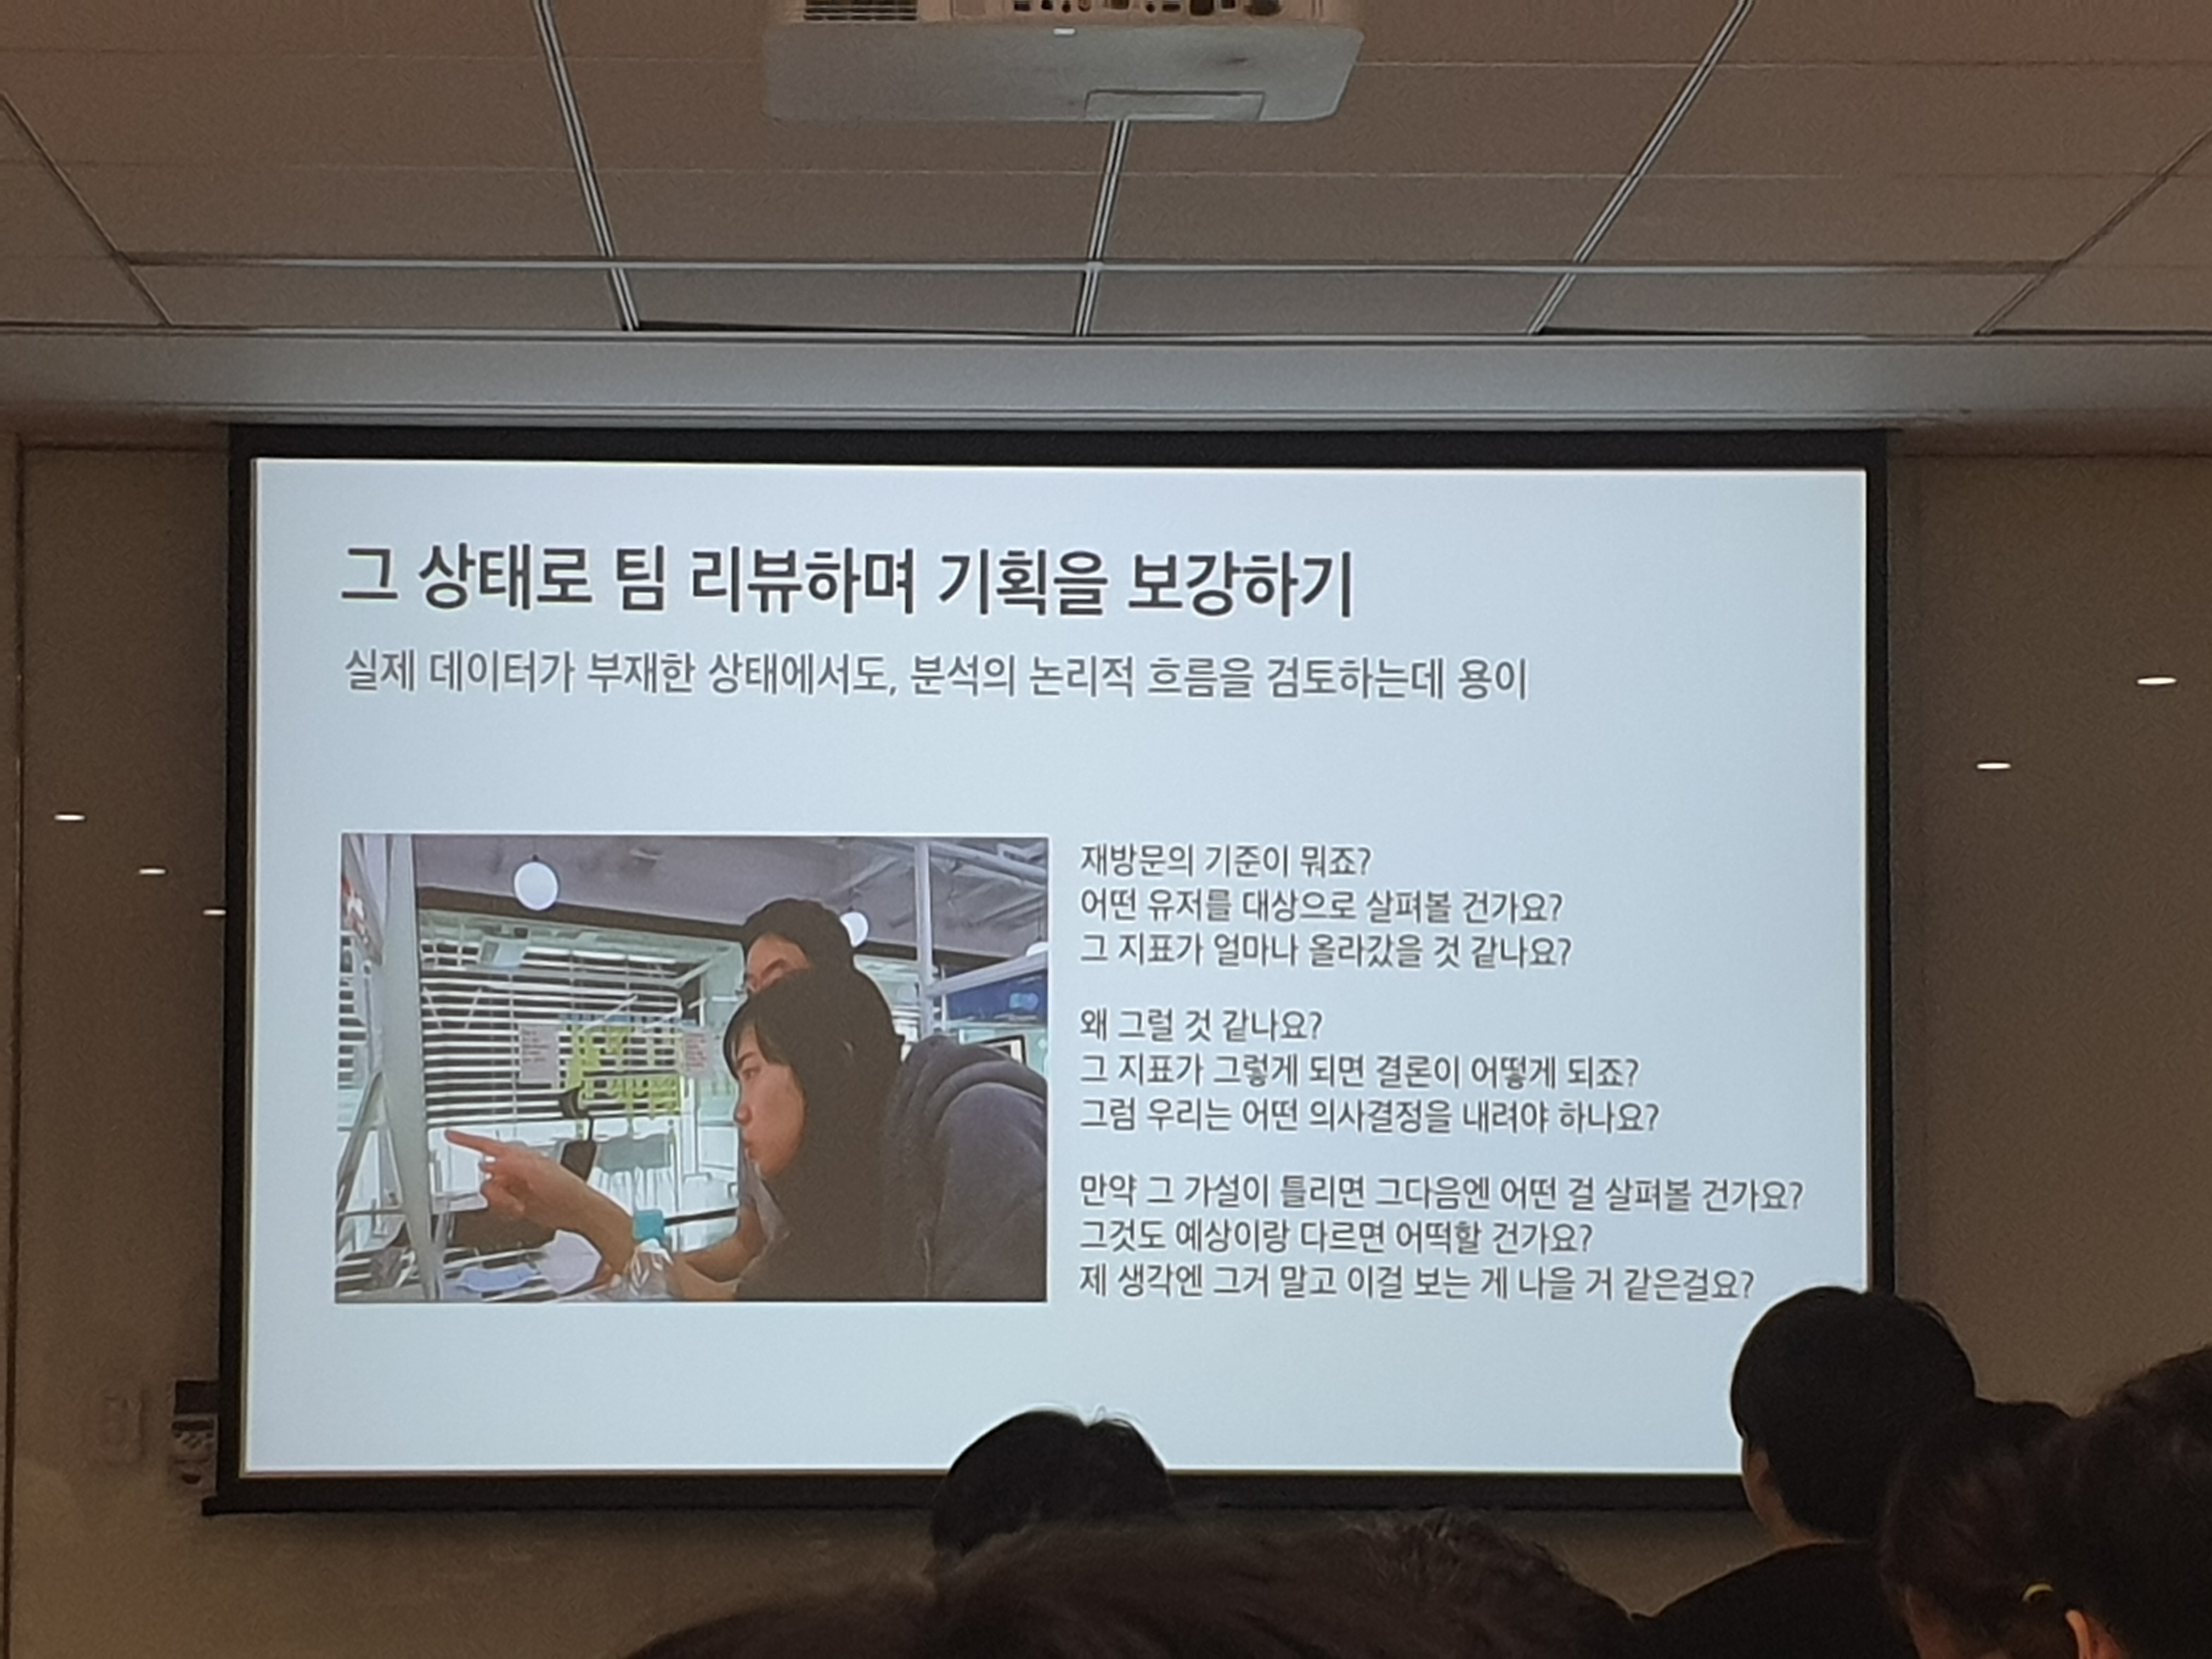 그 상태로 팀 리뷰하며 기획을 보강하기
실제 데이터가 부재한 상태에서도, 분석의 논리적 흐름을 검토하는데 용이
재방문의 기준이 뭐죠?
어떤 유저를 대상으로 살펴볼 건가요?
그 지표가 얼마나 올라갔을 것 같나요?
왜 그럴 것 같나요?
그 지표가 그렇게 되면 결론이 어떻게 되죠?
그럼 우리는 어떤 의사결정을 내려야 하나요?
만약 그 가설이 틀리면 그다음엔 어떤 걸 살펴볼 건가요?
그것도 예상이랑 다르면 어떡할 건가요?
제 생각엔 그거 말고 이걸 보는 게 나을 거 같은걸요?